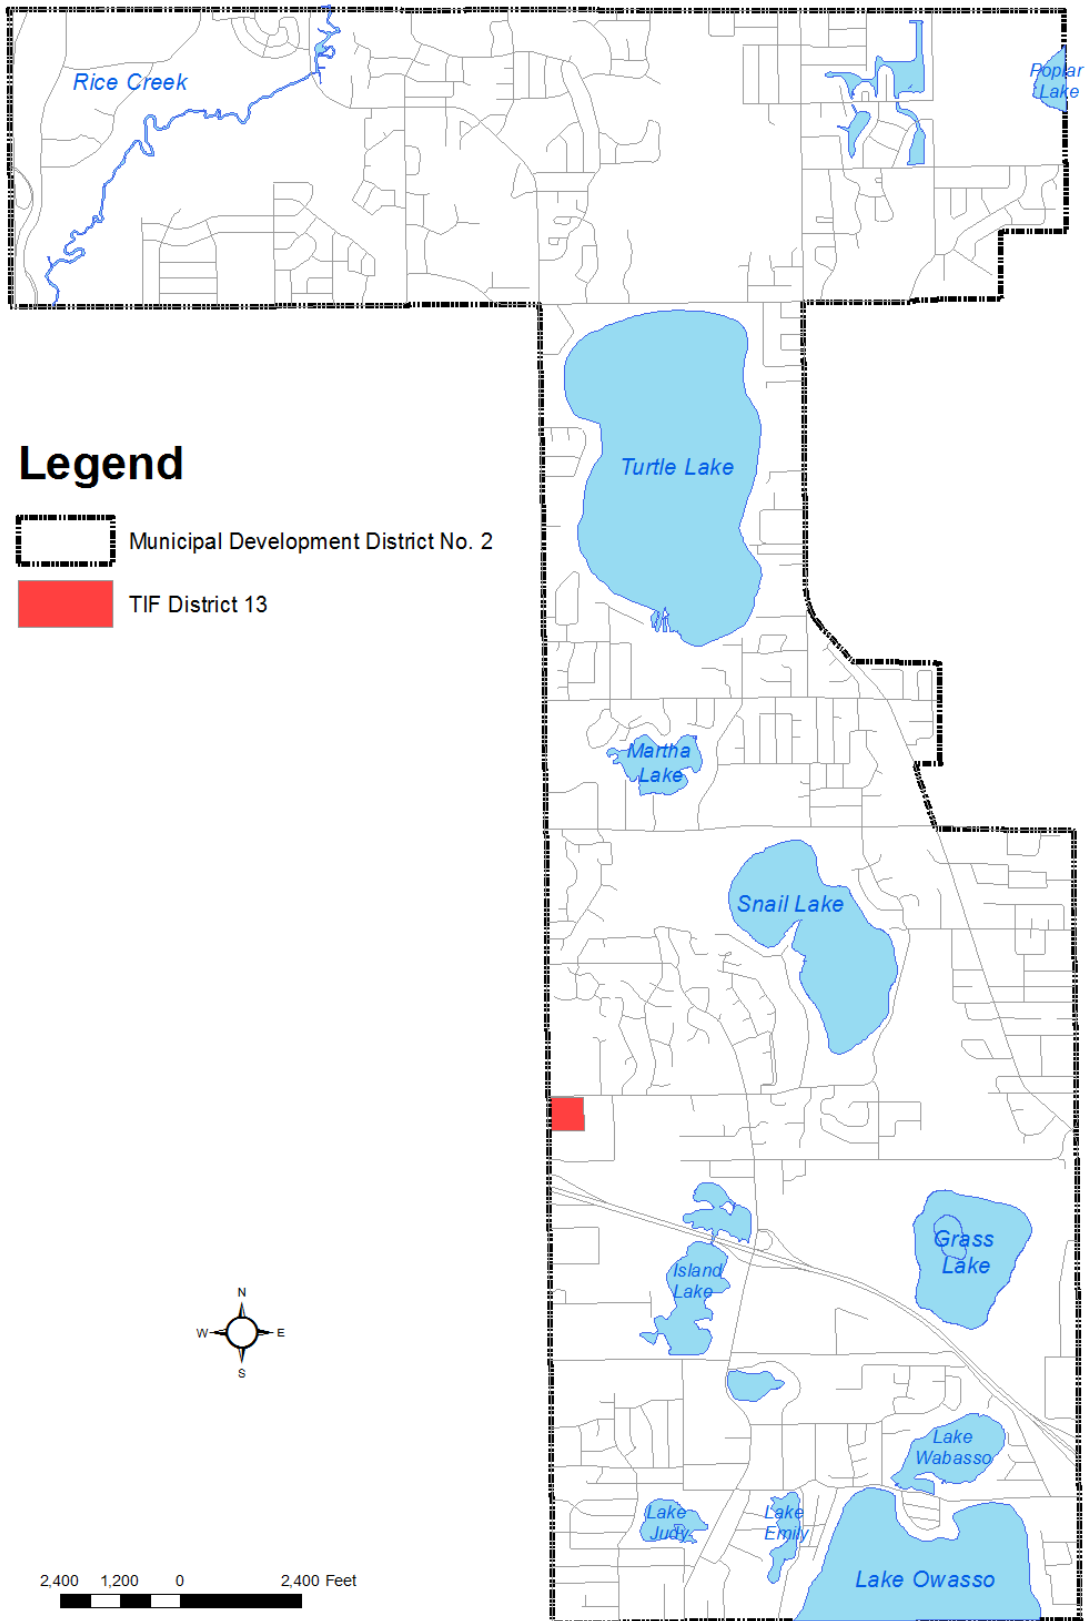 Rice Creek
Poplar
Lake
Turtle Lake
Legend
Municipal Development District No. 2
TIF District 13
Martha
Lake
Snail Lake
Grass
Lake
Island
Lake
N
W E
S
Lake
Wabasso
Lake
Judy
Lake
Emily
Lake Owasso
2,400 1,200 0 2,400 Feet